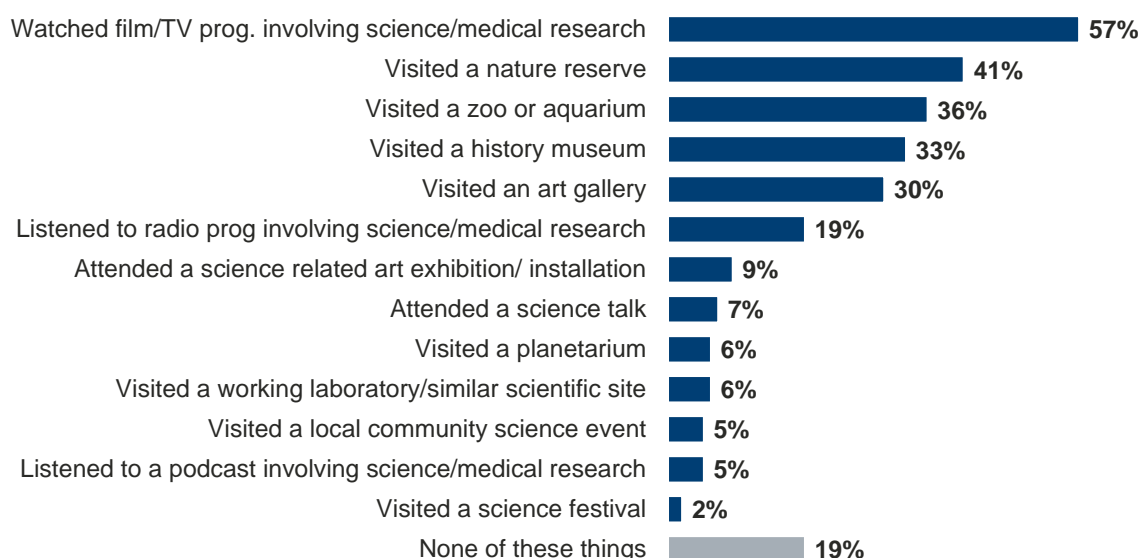 Watched film/TV prog. involving science/medical research 57%
Visited a nature reserve 41%
Visited a zoo or aquarium 36%
Visited a history museum 33%
Visited an art gallery 30%
Listened to radio prog involving science/medical research 19%
Attended a science related art exhibition/ installation 9%
Attended a science talk 7%
Visited a planetarium 6%
Visited a working laboratory/similar scientific site 6%
Visited a local community science event 5%
Listened to a podcast involving science/medical research 5%
Visited a science festival 2%
None of these things 19%